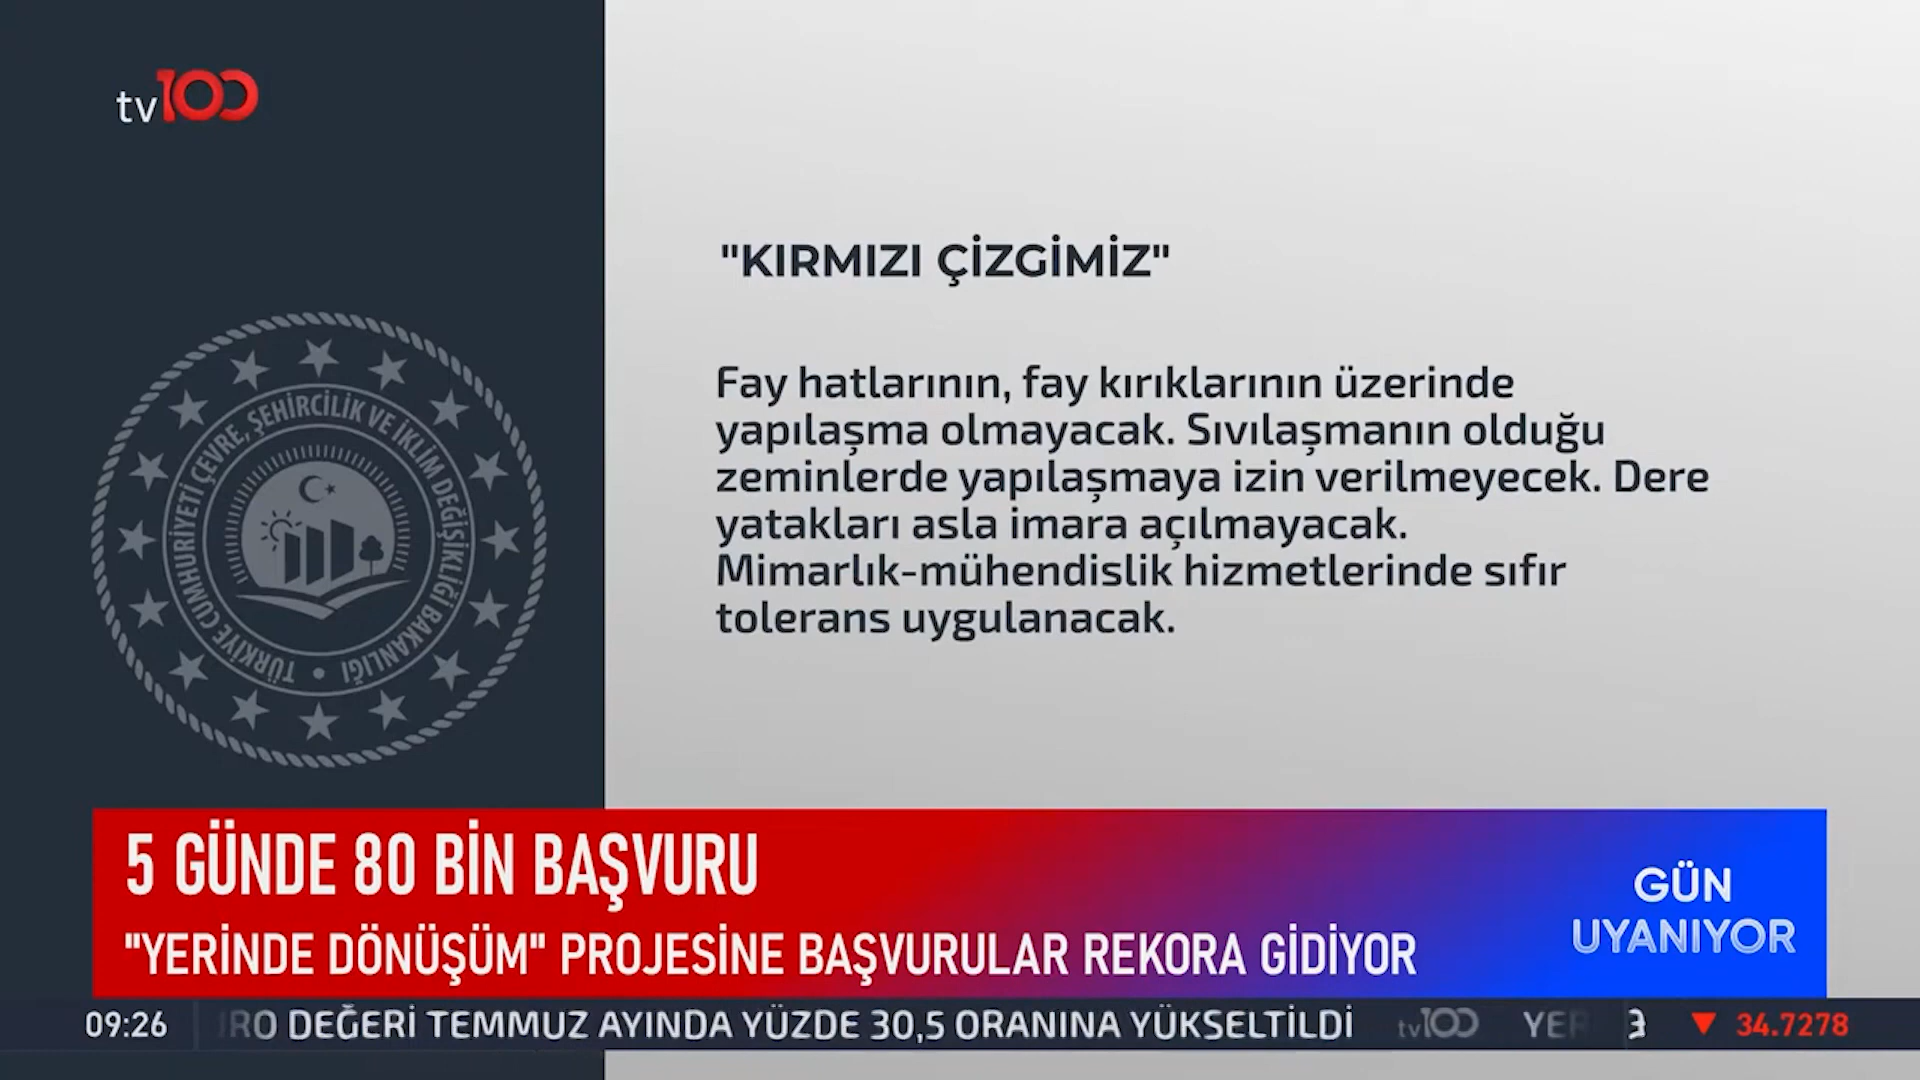 tv100
"KIRMIZI ÇİZGİMİZ"
Fay hatlarının, fay kırıklarının üzerinde
yapılaşma olmayacak. Sıvılaşmanın olduğu
zeminlerde yapılaşmaya izin verilmeyecek. Dere
yatakları asla imara açılmayacak.
Mimarlık-mühendislik hizmetlerinde sıfır
tolerans uygulanacak.
TÜRKİYE CUMHURİYETİ ÇEVRE, ŞEHİRCİLİK VE İKLİM DEĞİŞİKLİĞİ BAKANLIĞI
5 GÜNDE 80 BİN BAŞVURU
"YERİNDE DÖNÜŞÜM" PROJESİNE BAŞVURULAR REKORA GİDİYOR
GÜN
UYANIYOR
09:26 RO DEĞERİ TEMMUZ AYINDA YÜZDE 30,5 ORANINA YÜKSELTİLDİ tv100 YER 34.7278